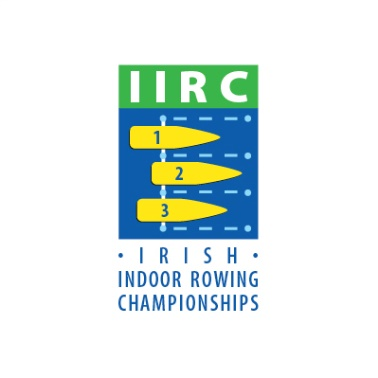 IIRC
1
2
3
· IRISH ·
INDOOR ROWING
CHAMPIONSHIPS